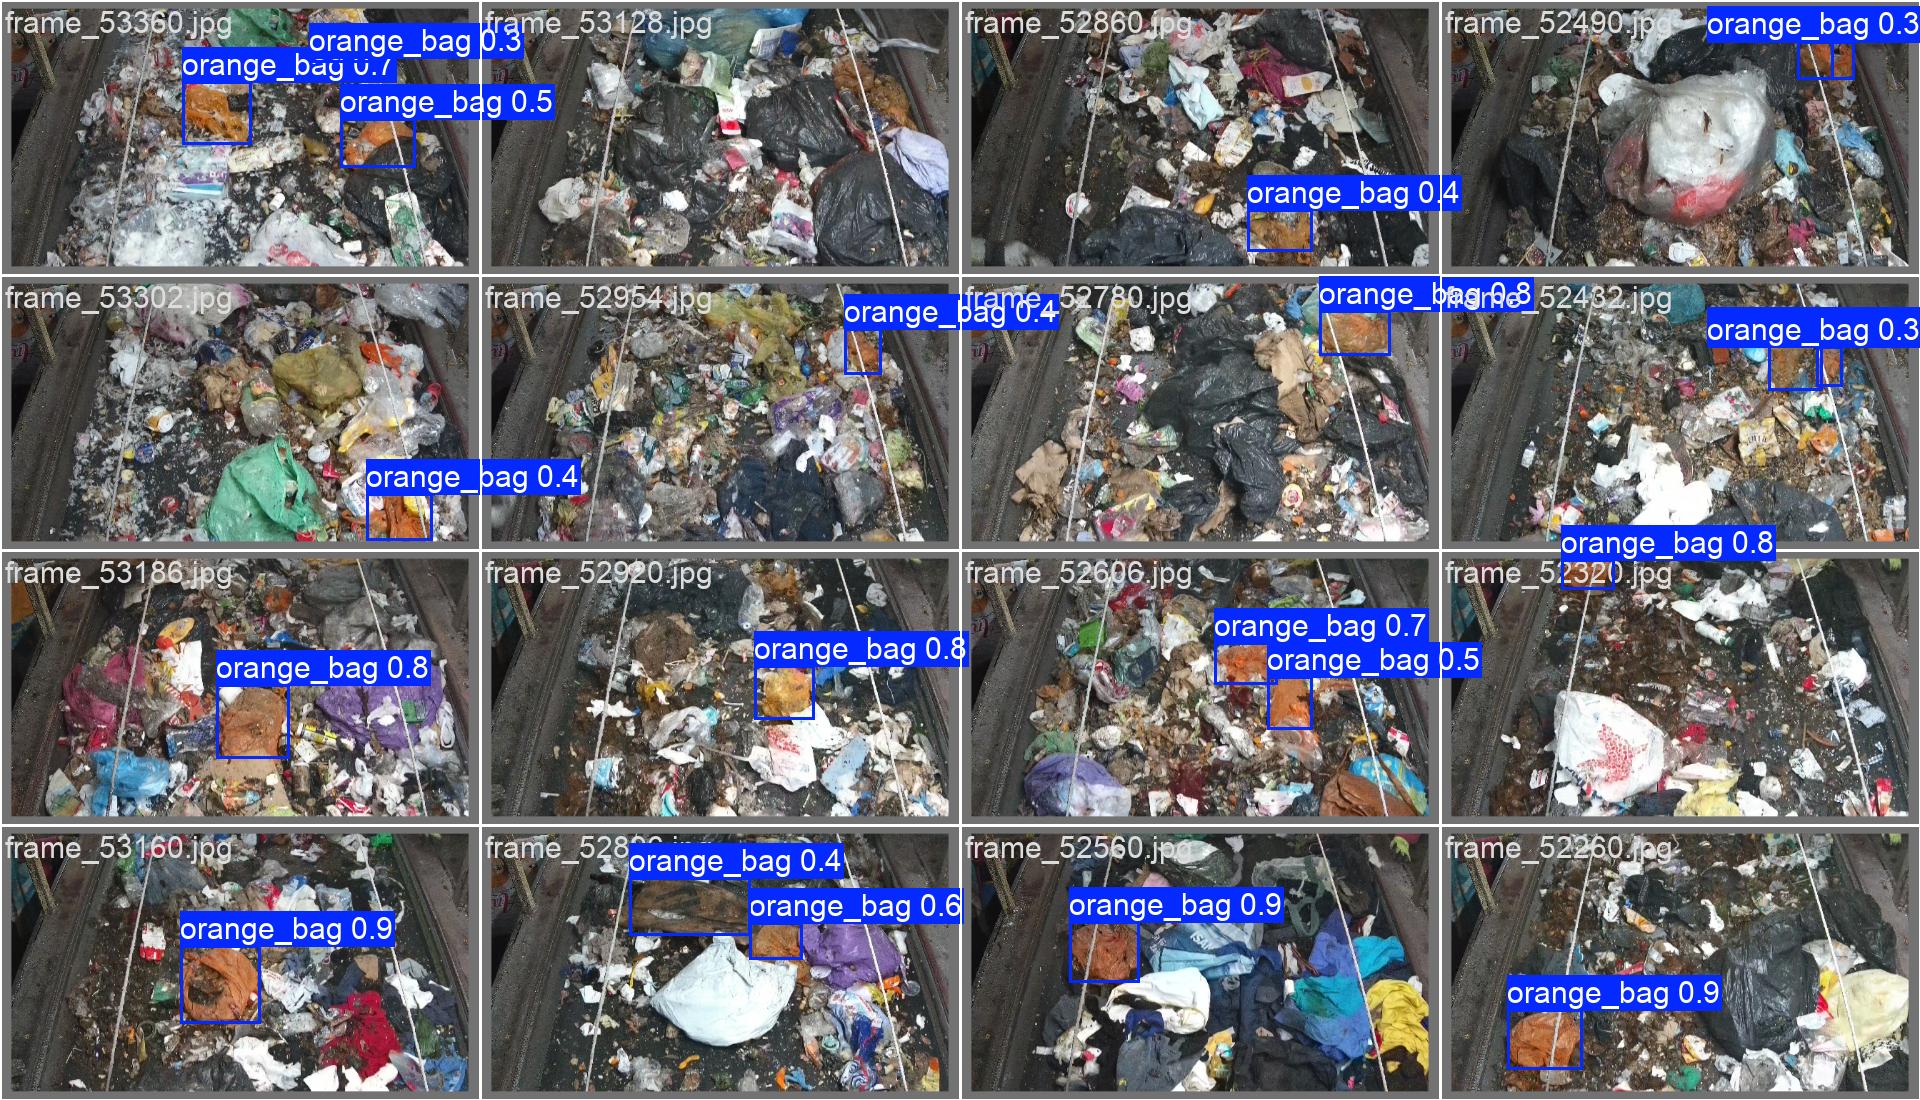 frame_53360.jpg
orange_bag 0.3
orange_bag 0.7
orange_bag 0.5
frame_53128.jpg
frame_52860.jpg
orange_bag 0.4
frame_52490.jpg
orange_bag 0.3
frame_53302.jpg
orange_bag 0.4
frame_52954.jpg
orange_bag 0.4
frame_52780.jpg
orange_bag 0.8
frame_52432.jpg
orange_bag 0.3
frame_53186.jpg
orange_bag 0.8
frame_52920.jpg
orange_bag 0.8
frame_52606.jpg
orange_bag 0.7
orange_bag 0.5
orange_bag 0.8
frame_52320.jpg
frame_53160.jpg
orange_bag 0.9
orange_bag 0.4
orange_bag 0.6
frame_52560.jpg
orange_bag 0.9
frame_52260.jpg
orange_bag 0.9